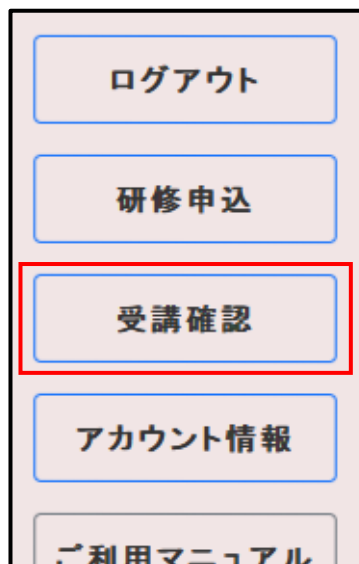 ログアウト
研修申込
受講確認
アカウント情報
ご利用マニュアル